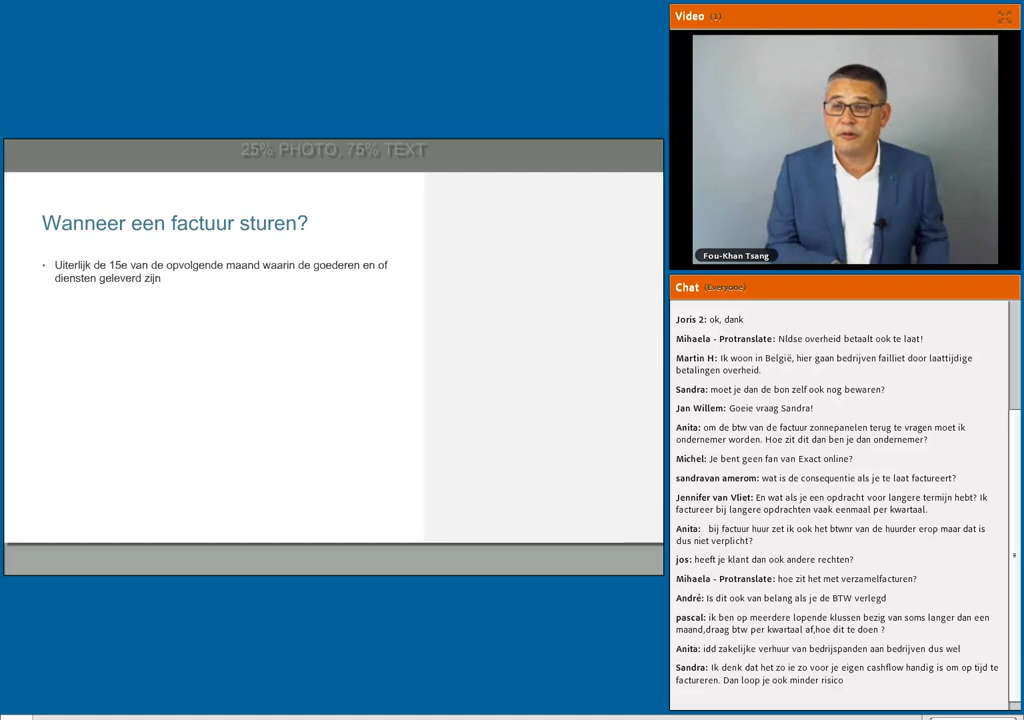 25% PHOTO, 75% TEXT
Wanneer een factuur sturen?
• Uiterlijk de 15e van de opvolgende maand waarin de goederen en of
diensten geleverd zijn
Video (1)
Fou-Khan Tsang
Chat (Everyone)
Joris 2: ok, dank
Mihaela - Protranslate: Nldse overheid betaalt ook te laat!
Martin H: Ik woon in België, hier gaan bedrijven failliet door laattijdige
betalingen overheid.
Sandra: moet je dan de bon zelf ook nog bewaren?
Jan Willem: Goeie vraag Sandra!
Anita: om de btw van de factuur zonnepanelen terug te vragen moet ik
ondernemer worden. Hoe zit dit dan ben je dan ondernemer?
Michel: Je bent geen fan van Exact online?
sandravan amerom: wat is de consequentie als je te laat factureert?
Jennifer van Vliet: En wat als je een opdracht voor langere termijn hebt? Ik
factureer bij langere opdrachten vaak eenmaal per kwartaal.
Anita: bij factuur huur zet ik ook het btwnr van de huurder erop maar dat is
dus niet verplicht?
jos: heeft je klant dan ook andere rechten?
Mihaela - Protranslate: hoe zit het met verzamelfacturen?
André: Is dit ook van belang als je de BTW verlegd
pascal: ik ben op meerdere lopende klussen bezig van soms langer dan een
maand,draag btw per kwartaal af,hoe dit te doen ?
Anita: idd zakelijke verhuur van bedrijspanden aan bedrijven dus wel
Sandra: Ik denk dat het zo ie zo voor je eigen cashflow handig is om op tijd te
factureren. Dan loop je ook minder risico